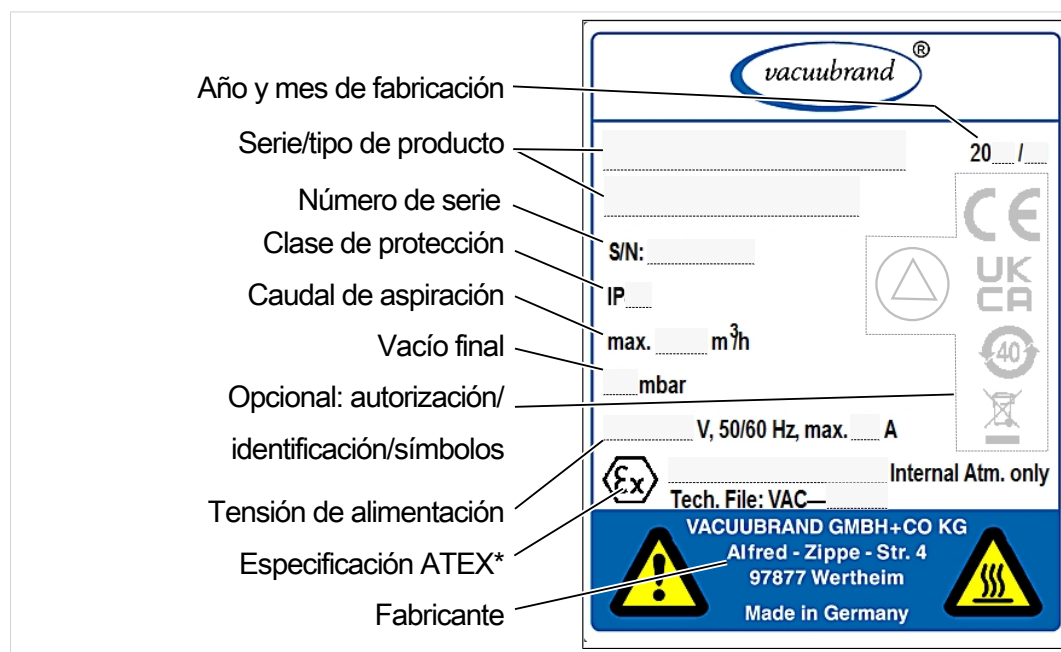 Año y mes de fabricación
Serie/tipo de producto
Número de serie
Clase de protección
Caudal de aspiración
Vacío final
Opcional: autorización/
identificación/símbolos
Tensión de alimentación
Especificación ATEX*
Fabricante
vacuubrand ®
20 /
S/N:
IP
max. m³/h
mbar
V, 50/60 Hz, max. A
CE
UK
CA
40
Ex
Internal Atm. only
Tech. File: VAC—
VACUUBRAND GMBH+CO KG
Alfred - Zippe - Str. 4
97877 Wertheim
Made in Germany